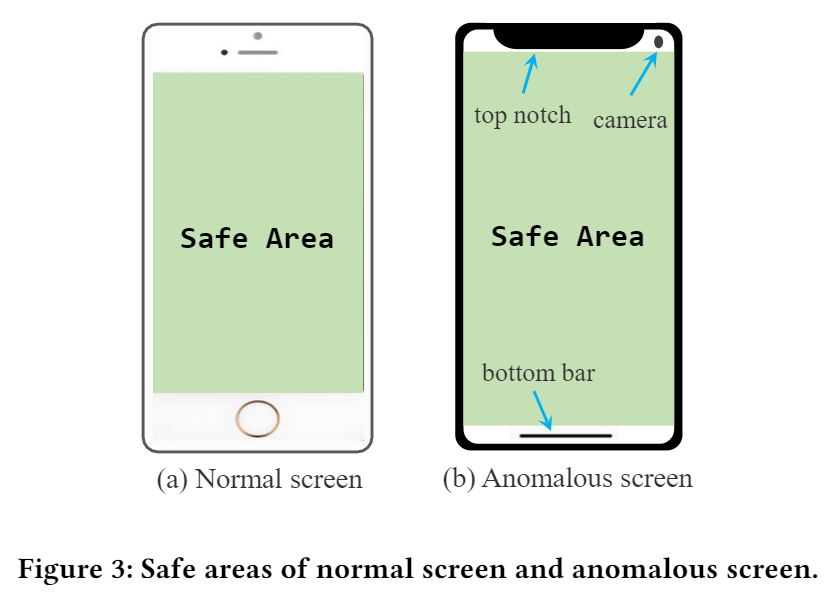 Safe Area
Safe Area
top notch
camera
bottom bar
(a) Normal screen
(b) Anomalous screen
Figure 3: Safe areas of normal screen and anomalous screen.